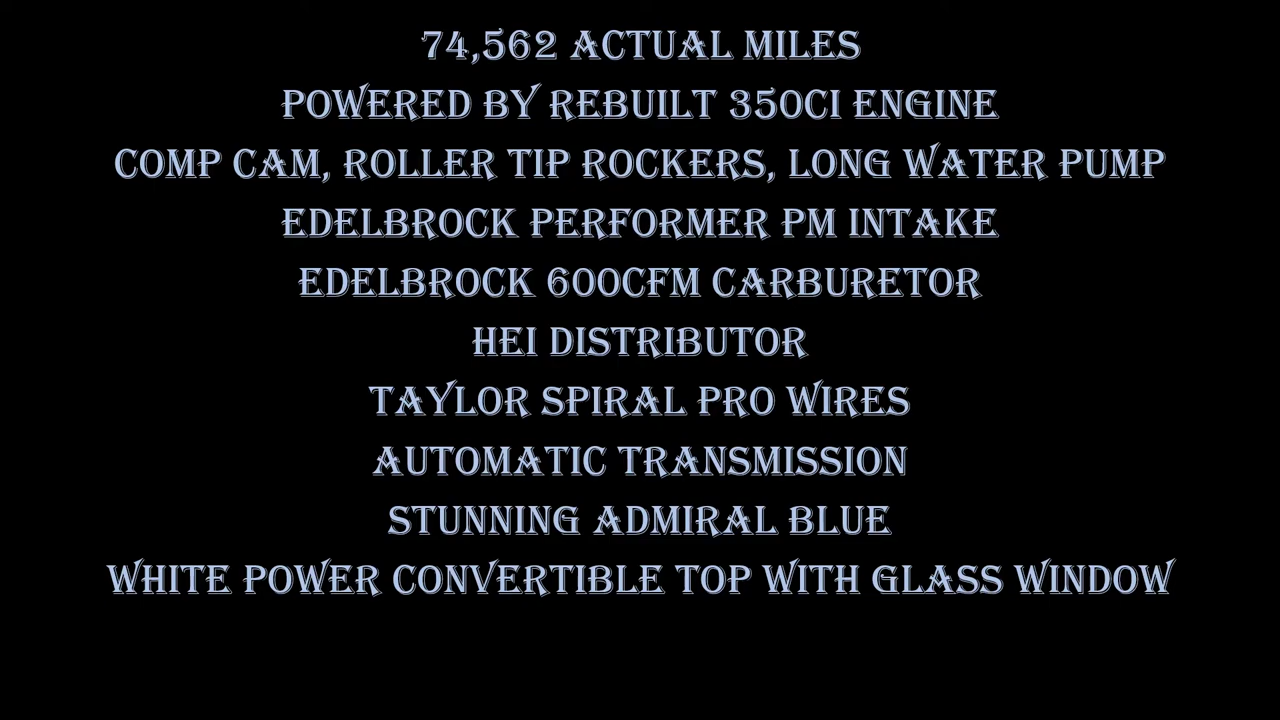 74,562 ACTUAL MILES
POWERED BY REBUILT 350CI ENGINE
COMP CAM, ROLLER TIP ROCKERS, LONG WATER PUMP
EDELBROCK PERFORMER PM INTAKE
EDELBROCK 600CFM CARBURETOR
HEI DISTRIBUTOR
TAYLOR SPIRAL PRO WIRES
AUTOMATIC TRANSMISSION
STUNNING ADMIRAL BLUE
WHITE POWER CONVERTIBLE TOP WITH GLASS WINDOW